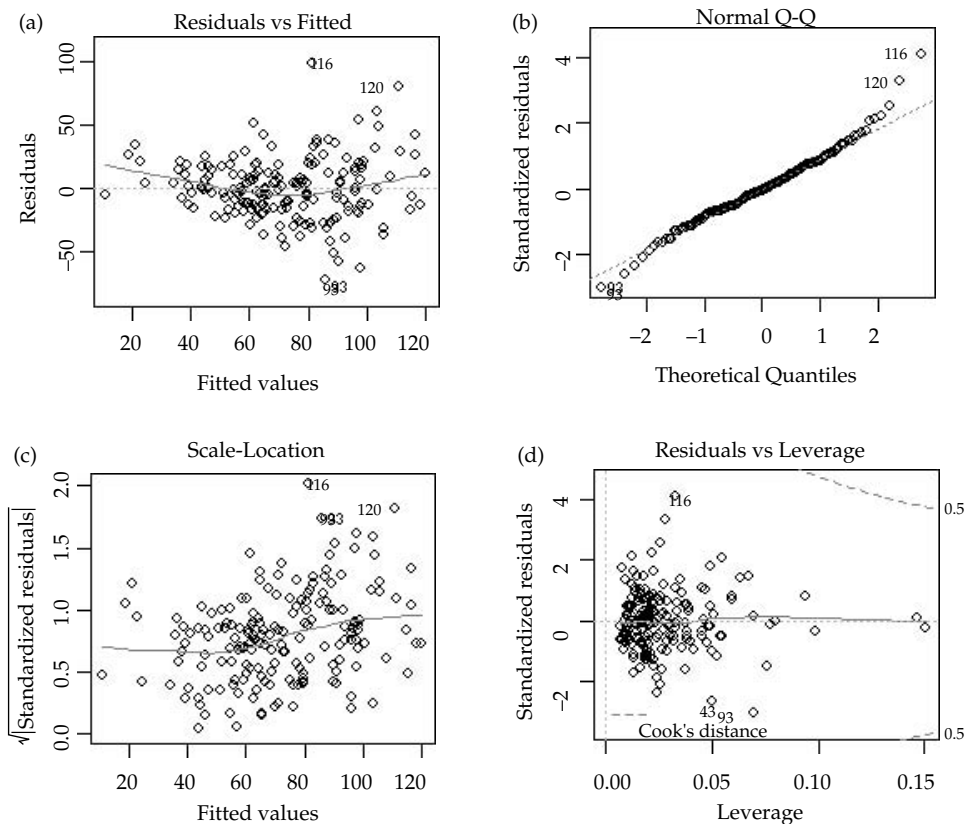 (a)
Residuals vs Fitted
Residuals
100
50
0
−50
116
120
93
20 40 60 80 100 120
Fitted values
(b)
Normal Q-Q
Standardized residuals
4
2
0
−2
116
120
93
−2 −1 0 1 2
Theoretical Quantiles
(c)
Scale-Location
√|Standardized residuals|
2.0
1.5
1.0
0.5
0.0
116
120
93
20 40 60 80 100 120
Fitted values
(d)
Residuals vs Leverage
Standardized residuals
4
2
0
−2
116
0.5
43
93
Cook's distance
0.5
0.00 0.05 0.10 0.15
Leverage